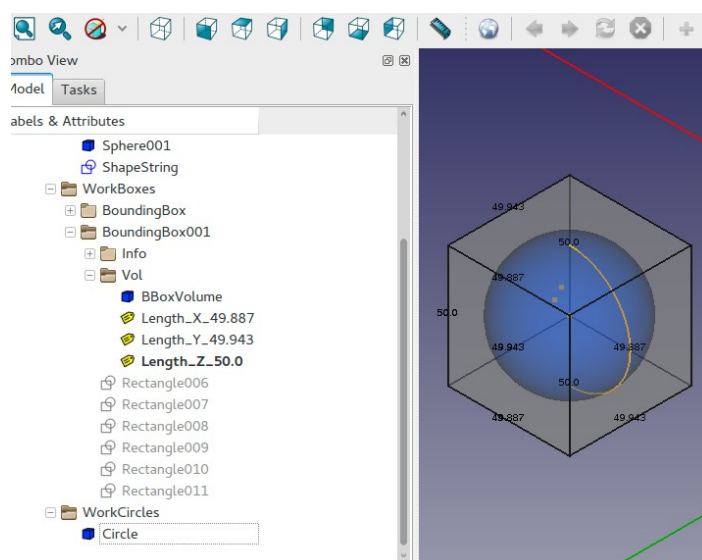 ombo View
Model
Tasks
abels & Attributes
Sphere001
ShapeString
WorkBoxes
BoundingBox
BoundingBox001
Info
Vol
BBoxVolume
Length_X_49.887
Length_Y_49.943
Length_Z_50.0
Rectangle006
Rectangle007
Rectangle008
Rectangle009
Rectangle010
Rectangle011
WorkCircles
Circle
49.943
50.0
49.887
50.0
49.943
49.887
50.0
49.887
49.943